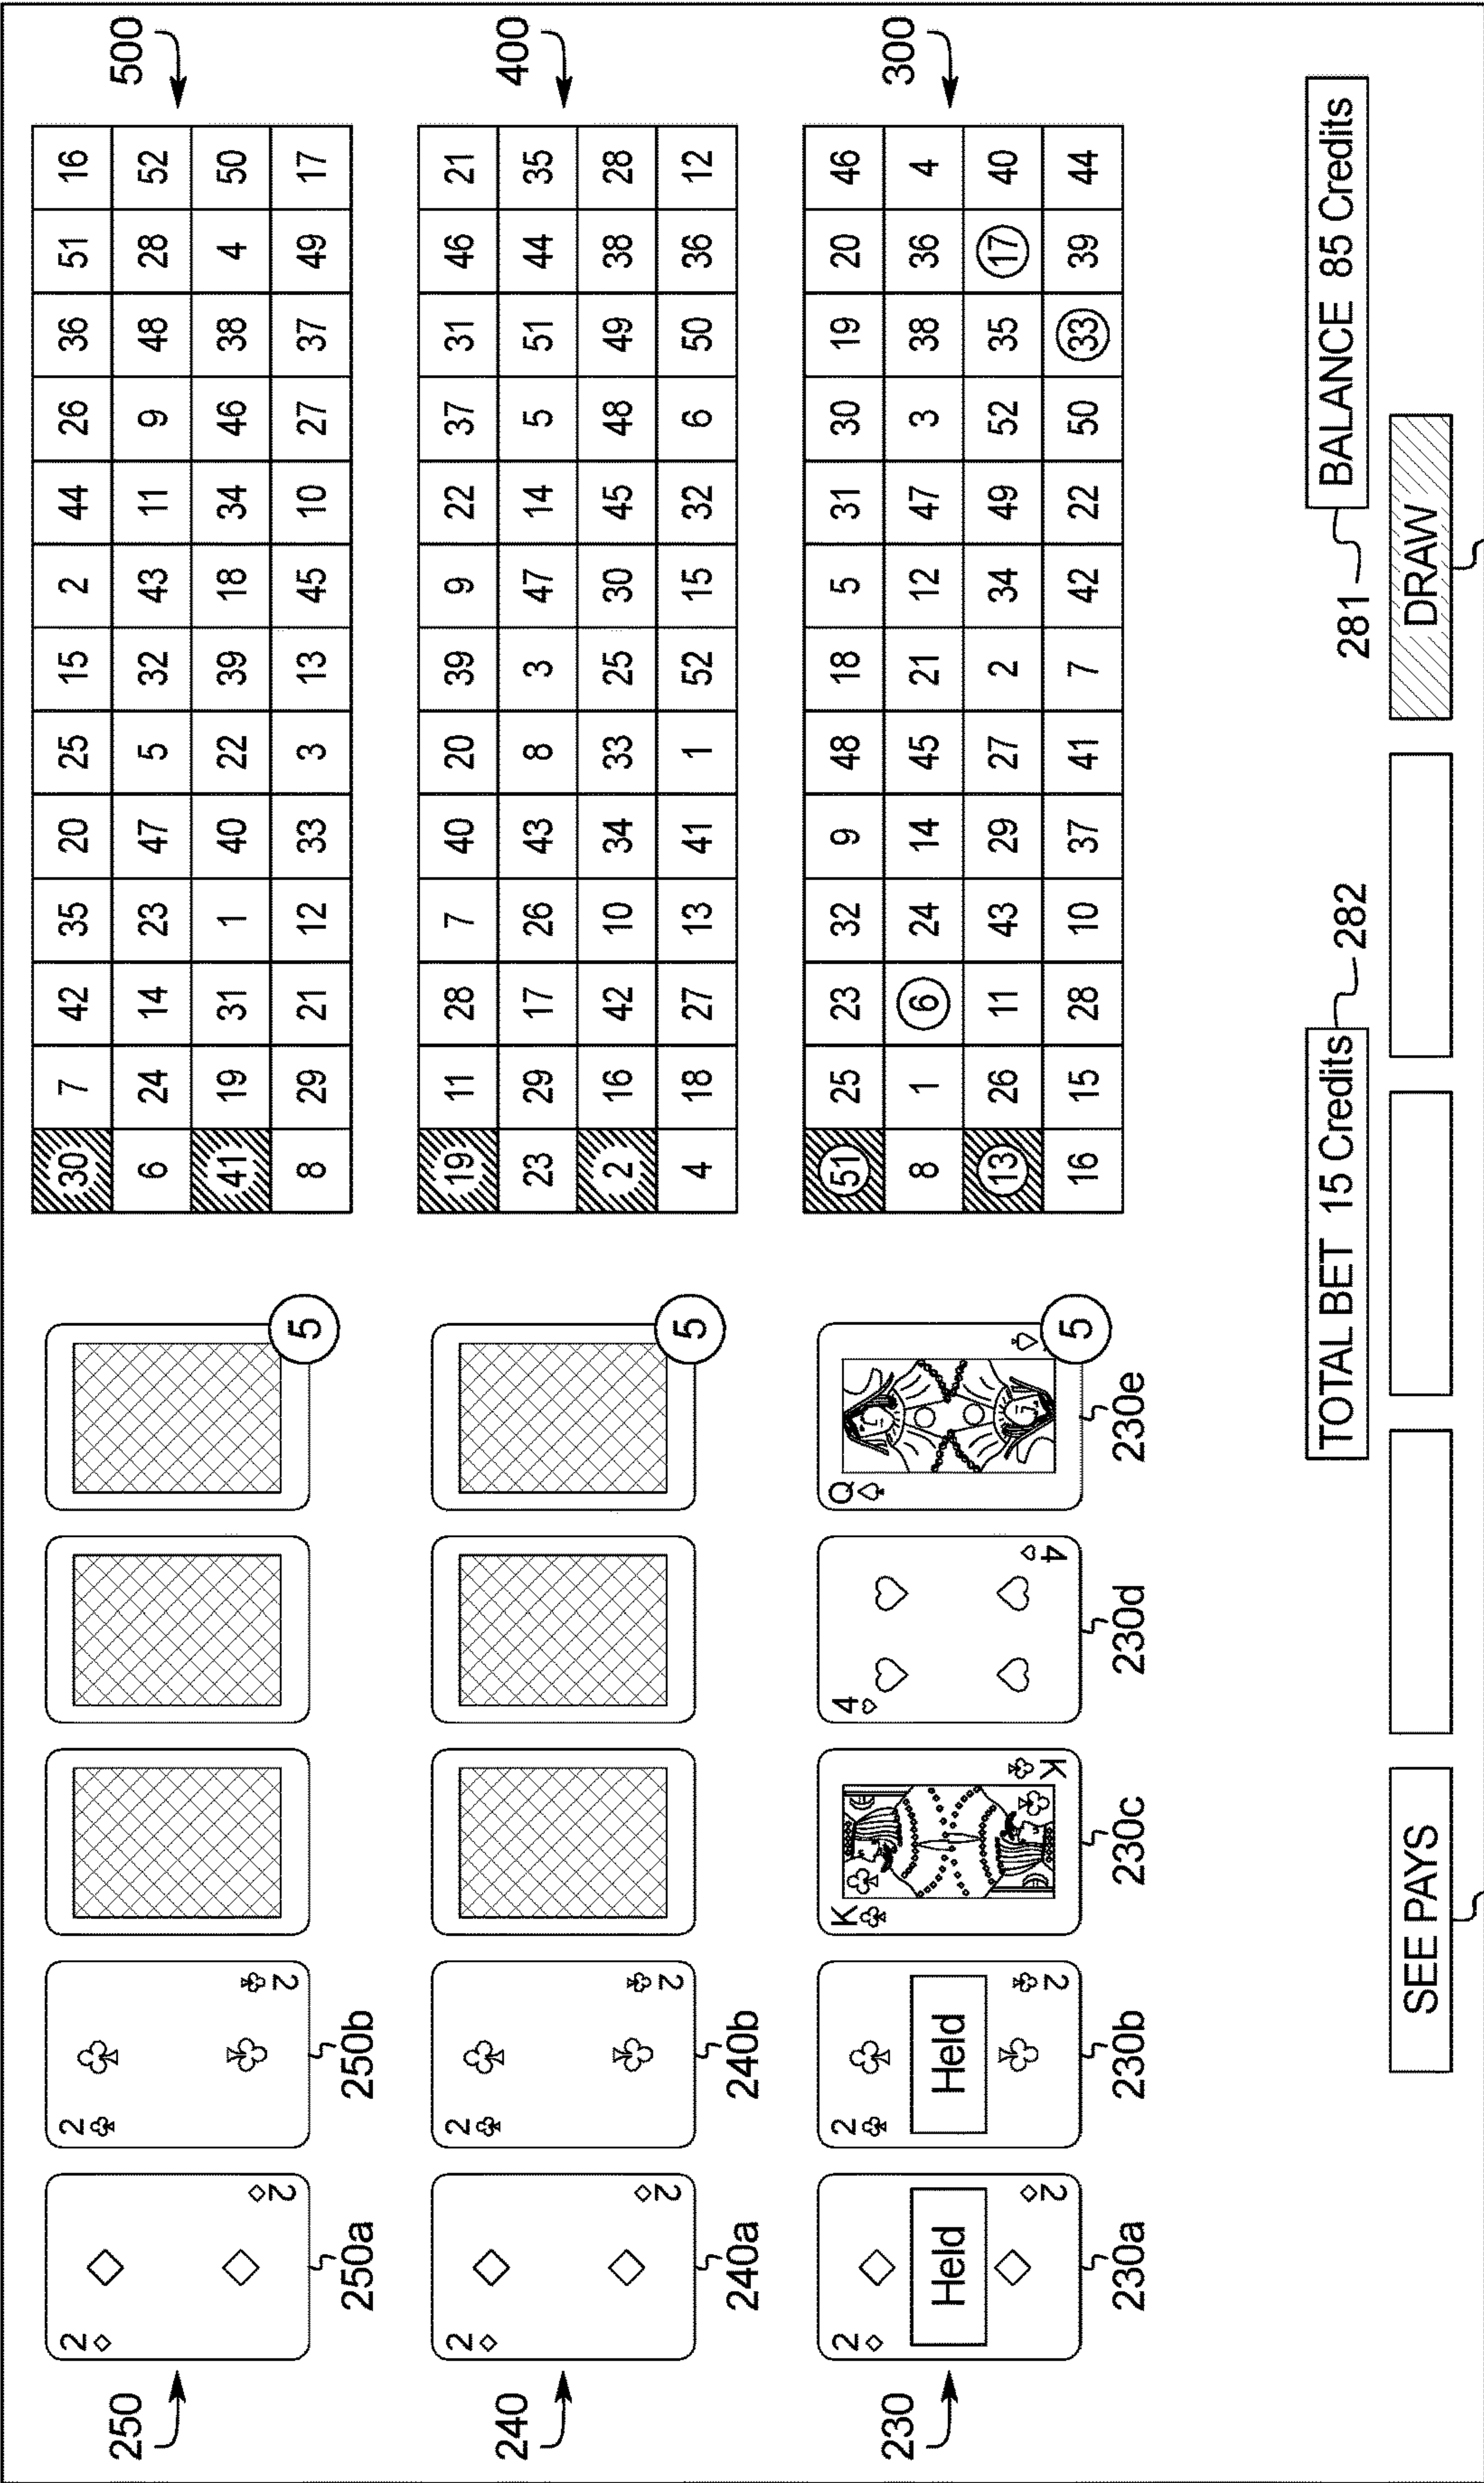 250
2♦
2♦
250a
2♣
2♣
250b
5
30 7 42 35 20 25 15 2 44 26 36 51 16
6 24 14 23 47 5 32 43 11 9 48 28 52
41 19 31 1 40 22 39 18 34 46 38 4 50
8 29 21 12 33 3 13 45 10 27 37 49 17
500
240
2♦
2♦
240a
2♣
2♣
240b
5
19 11 28 7 40 20 39 9 22 37 31 46 21
23 29 17 26 43 8 3 47 14 5 51 44 35
2 16 42 10 34 33 25 30 45 48 49 38 28
4 18 27 13 41 1 52 15 32 6 50 36 12
400
230
2♦
Held
2♦
230a
2♣
Held
2♣
230b
K♣
K♣
230c
4♥
4♥
230d
Q♠
♠
5
230e
51 25 23 32 9 48 18 5 31 30 19 20 46
8 1 6 24 14 45 21 12 47 3 38 36 4
13 26 11 43 29 27 2 34 49 52 35 17 40
16 15 28 10 37 41 7 42 22 50 33 39 44
300
TOTAL BET 15 Credits
282
281
BALANCE 85 Credits
SEE PAYS
DRAW